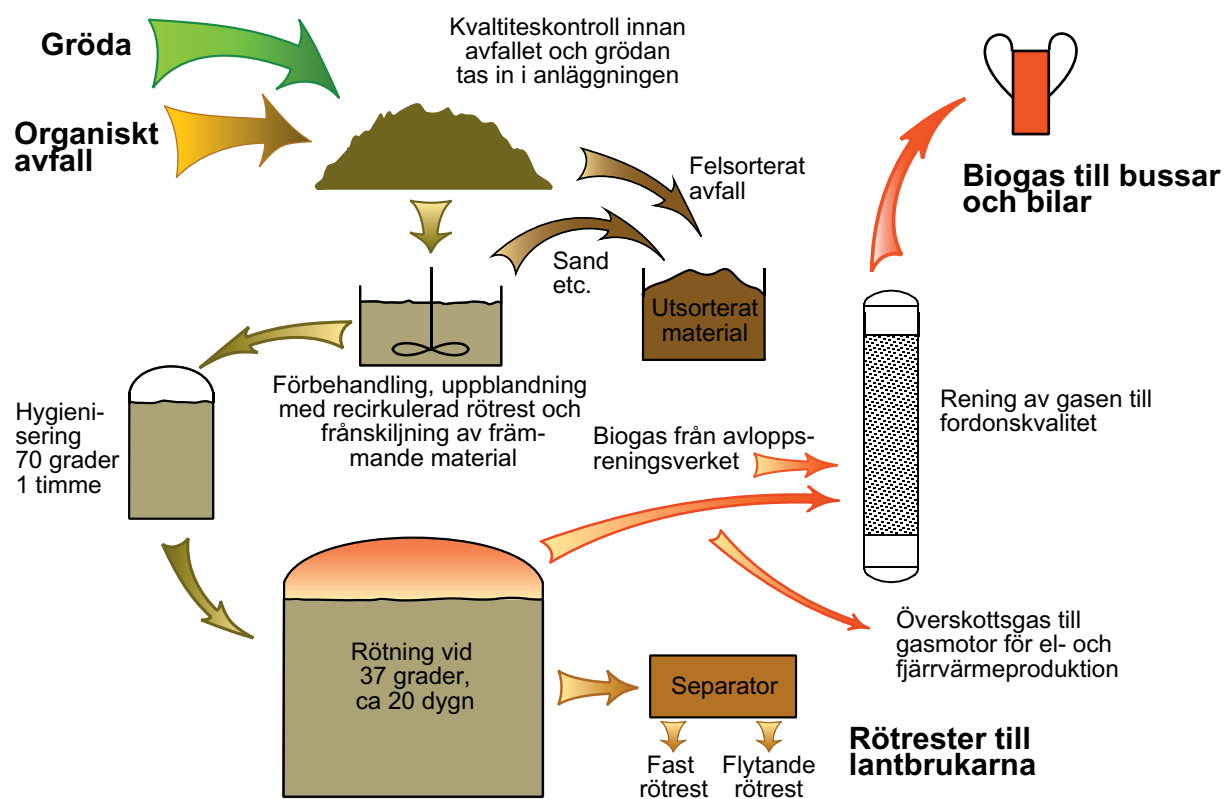 Gröda
Kvaltiteskontroll innan
avfallet och grödan
tas in i anläggningen
Organiskt
avfall
Felsorterat
avfall
Biogas till bussar
och bilar
Sand
etc.
Utsorterat
material
Förbehandling, uppblandning
med recirkulerad rötrest och
frånskiljning av främ-
mande material
Hygieni-
sering
70 grader
1 timme
Biogas från avlopps-
reningsverket
Rening av gasen till
fordonskvalitet
Rötning vid
37 grader,
ca 20 dygn
Separator
Överskottsgas till
gasmotor för el- och
fjärrvärmeproduktion
Fast
rötrest
Flytande
rötrest
Rötrester till
lantbrukarna